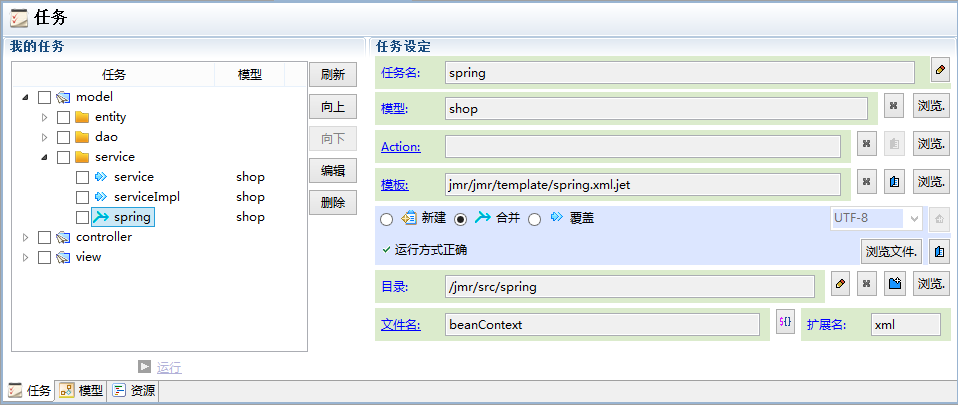 任务
我的任务
任务 模型
model
entity
dao
service
service shop
serviceImpl shop
spring shop
controller
view
刷新
向上
向下
编辑
删除
运行
任务设定
任务名: spring
模型: shop 浏览.
Action: 浏览.
模板: jmr/jmr/template/spring.xml.jet 浏览.
新建 合并 覆盖 UTF-8
运行方式正确 浏览文件.
目录: /jmr/src/spring 浏览.
文件名: beanContext ${} 扩展名: xml
任务 模型 资源